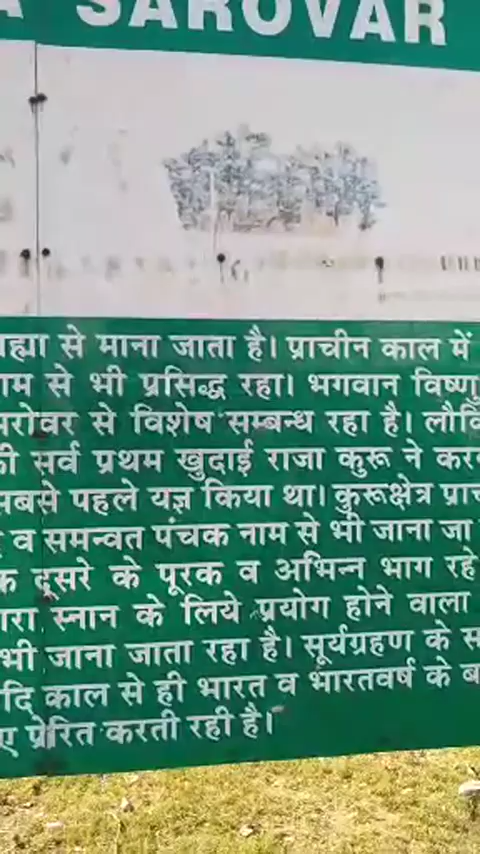 A SAROVAR
ह्मा से माना जाता है। प्राचीन काल में
से भी प्रसिद्ध रहा। भगवान विष्णु
सरोवर से विशेष सम्बन्ध रहा है।
सर्व प्रथम खुदाई राजा कुरू ने
सबसे पहले यज्ञ किया था। कुरूक्षेत्र
व समन्वत पंचक नाम से भी जाना जा
दूसरे के पूरक व अभिन्न भाग रहे
स्नान के लिये प्रयोग होने वाला
भी जाना जाता रहा है। सूर्यग्रहण के
काल से ही भारत व भारतवर्ष के
प्रेरित करती रही है।